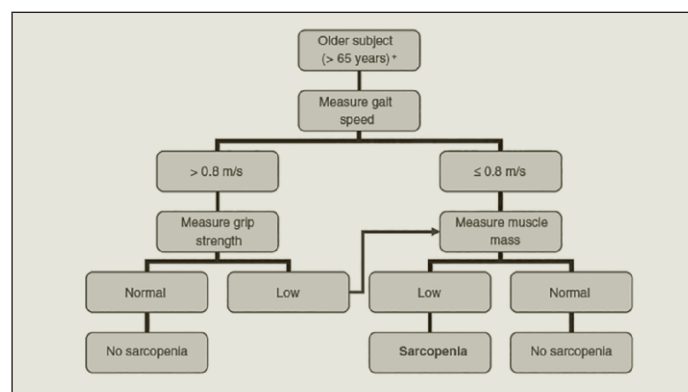 Older subject
(> 65 years)+
Measure gait
speed
> 0.8 m/s
≤ 0.8 m/s
Measure grip
strength
Measure muscle
mass
Normal
Low
Low
Normal
No sarcopenia
Sarcopenia
No sarcopenia